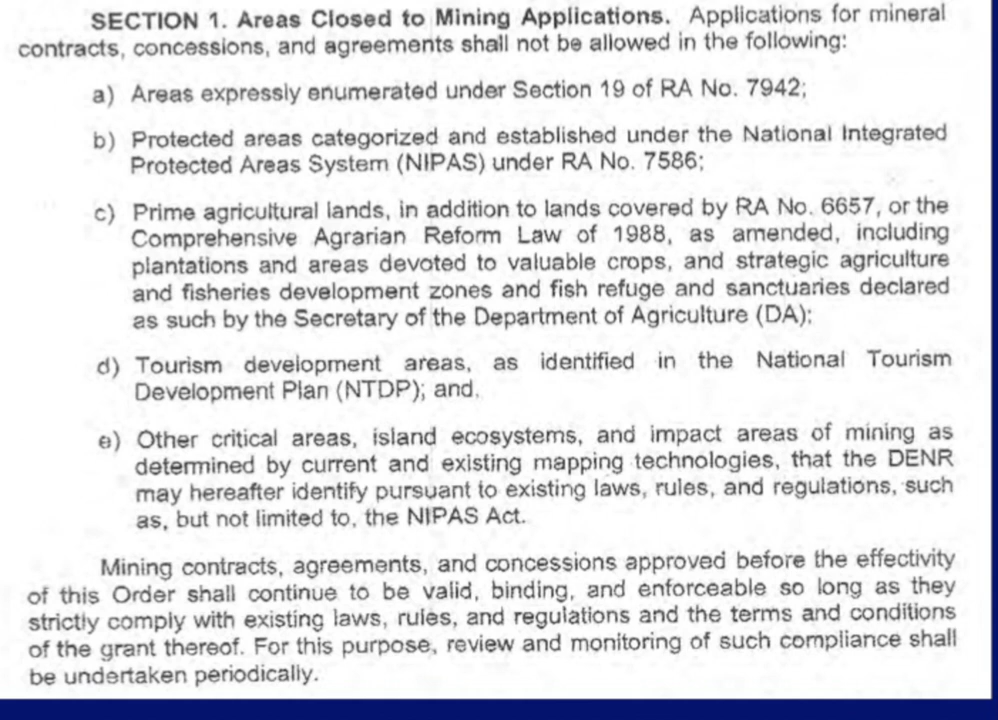 SECTION 1. Areas Closed to Mining Applications. Applications for mineral
contracts, concessions, and agreements shall not be allowed in the following:
a) Areas expressly enumerated under Section 19 of RA No. 7942;
b) Protected areas categorized and established under the National Integrated
Protected Areas System (NIPAS) under RA No. 7586;
c) Prime agricultural lands, in addition to lands covered by RA No. 6657, or the
Comprehensive Agrarian Reform Law of 1988, as amended, including
plantations and areas devoted to valuable crops, and strategic agriculture
and fisheries development zones and fish refuge and sanctuaries declared
as such by the Secretary of the Department of Agriculture (DA);
d) Tourism development areas, as identified in the National Tourism
Development Plan (NTDP); and,
e) Other critical areas, island ecosystems, and impact areas of mining as
determined by current and existing mapping technologies, that the DENR
may hereafter identify pursuant to existing laws, rules, and regulations, such
as, but not limited to, the NIPAS Act.
Mining contracts, agreements, and concessions approved before the effectivity
of this Order shall continue to be valid, binding, and enforceable so long as they
strictly comply with existing laws, rules, and regulations and the terms and conditions
of the grant thereof. For this purpose, review and monitoring of such compliance shall
be undertaken periodically.